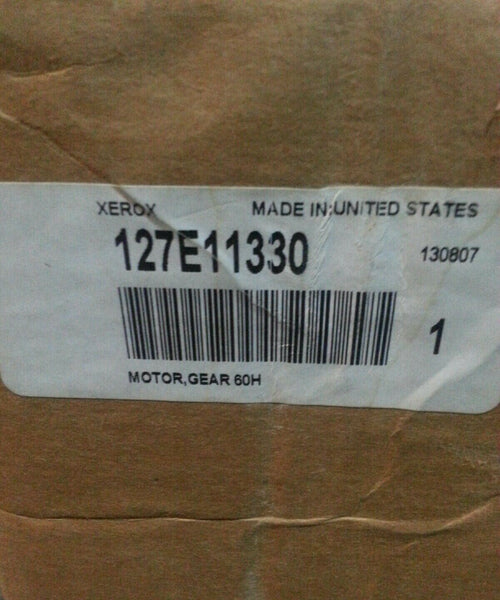 XEROX MADE IN:UNITED STATES
127E11330 130807
1
MOTOR,GEAR 60H